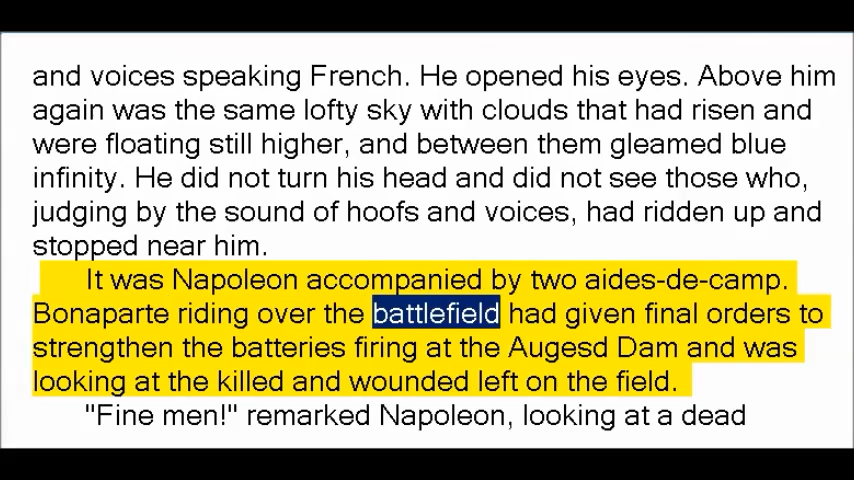 and voices speaking French. He opened his eyes. Above him
again was the same lofty sky with clouds that had risen and
were floating still higher, and between them gleamed blue
infinity. He did not turn his head and did not see those who,
judging by the sound of hoofs and voices, had ridden up and
stopped near him.
It was Napoleon accompanied by two aides-de-camp.
Bonaparte riding over the battlefield had given final orders to
strengthen the batteries firing at the Augesd Dam and was
looking at the killed and wounded left on the field.
"Fine men!" remarked Napoleon, looking at a dead